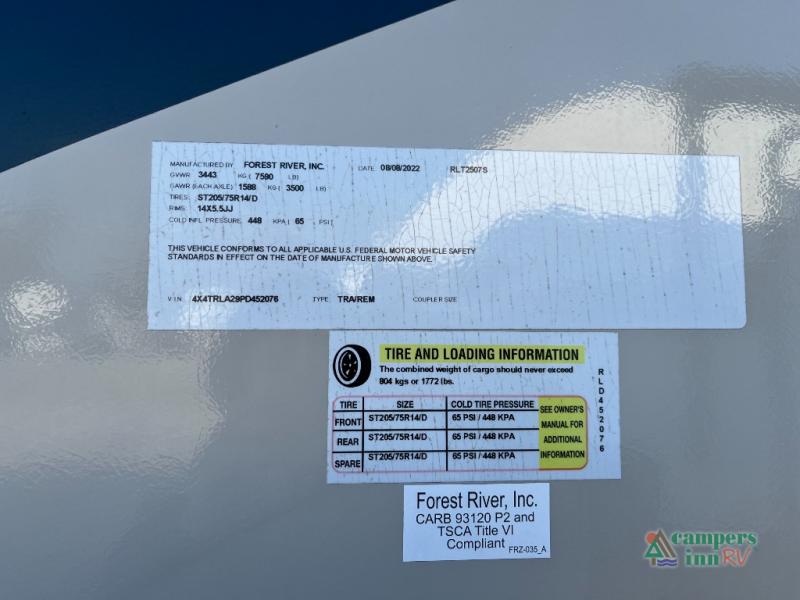 MANUFACTURED BY FOREST RIVER, INC. DATE 08/08/2022 RLT2507S
GVWR 3443 KG ( 7590 LB)
GAWR (EACH AXLE) 1588 KG ( 3500 LB)
TIRES: ST205/75R14/D
RIMS: 14X5.5JJ
COLD INFL PRESSURE, 448 KPA ( 65 PSI)
THIS VEHICLE CONFORMS TO ALL APPLICABLE U.S. FEDERAL MOTOR VEHICLE SAFETY
STANDARDS IN EFFECT ON THE DATE OF MANUFACTURE SHOWN ABOVE.
V I N 4X4TRLA29PD452076 TYPE TRA/REM COUPLER SIZE
TIRE AND LOADING INFORMATION
The combined weight of cargo should never exceed
804 kgs or 1772 lbs.
TIRE SIZE COLD TIRE PRESSURE
FRONT ST205/75R14/D 65 PSI / 448 KPA
REAR ST205/75R14/D 65 PSI / 448 KPA
SPARE ST205/75R14/D 65 PSI / 448 KPA
SEE OWNER'S
MANUAL FOR
ADDITIONAL
INFORMATION
RLD452076
Forest River, Inc.
CARB 93120 P2 and
TSCA Title VI
Compliant FRZ-035_A
campers
inn RV